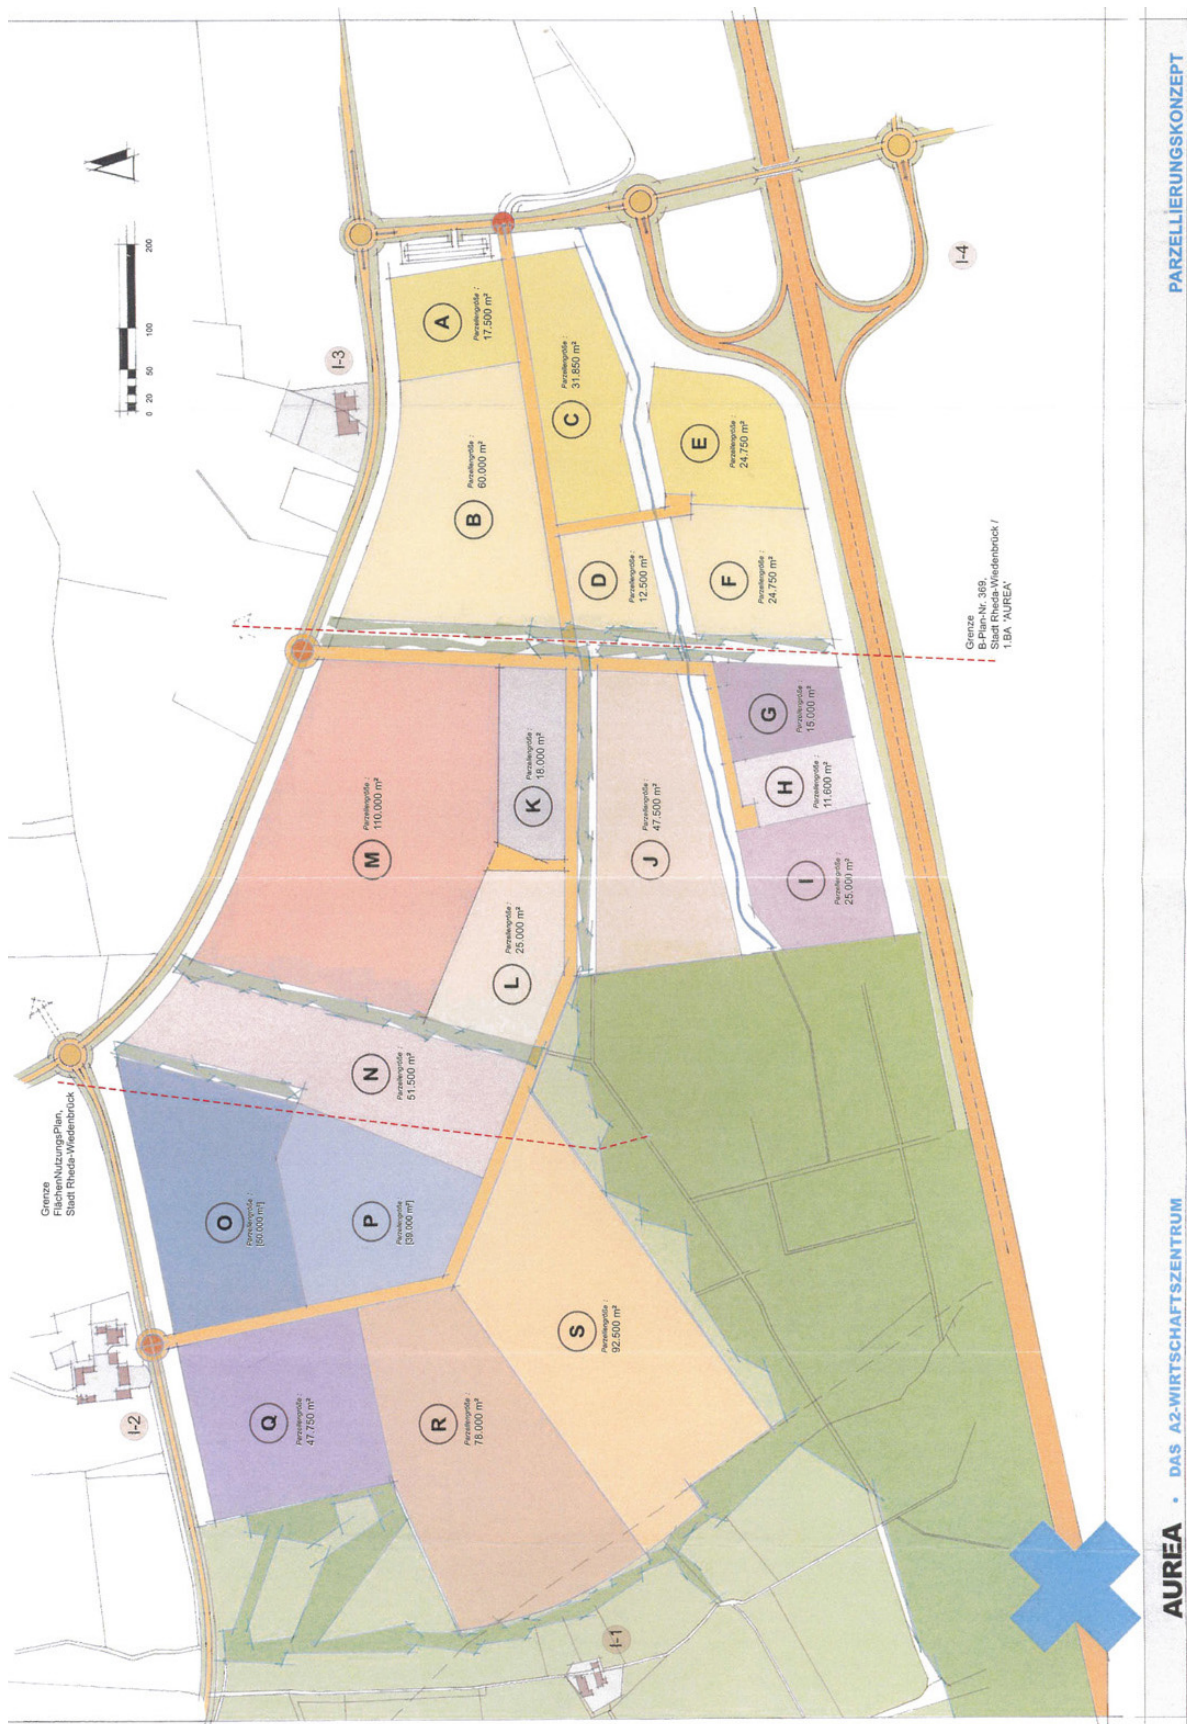 Grenze
FlächenNutzungsPlan,
Stadt Rheda-Wiedenbrück
0 20 50 100 200
I-1
I-2
I-3
I-4
A
Parzellengröße :
17.500 m²
B
Parzellengröße :
60.000 m²
C
Parzellengröße :
31.850 m²
D
Parzellengröße :
12.500 m²
E
Parzellengröße :
24.750 m²
F
Parzellengröße :
24.750 m²
G
Parzellengröße :
15.000 m²
H
Parzellengröße :
11.600 m²
I
Parzellengröße :
25.000 m²
J
Parzellengröße :
47.500 m²
K
Parzellengröße :
18.000 m²
L
Parzellengröße :
25.000 m²
M
Parzellengröße :
110.000 m²
N
Parzellengröße :
51.500 m²
O
Parzellengröße
[50.000 m²]
P
Parzellengröße
[39.000 m²]
Q
Parzellengröße :
47.750 m²
R
Parzellengröße :
78.000 m²
S
Parzellengröße :
92.500 m²
Grenze
B-Plan-Nr. 369,
Stadt Rheda-Wiedenbrück /
1.BA 'AUREA'
AUREA • DAS A2-WIRTSCHAFTSZENTRUM PARZELLIERUNGSKONZEPT